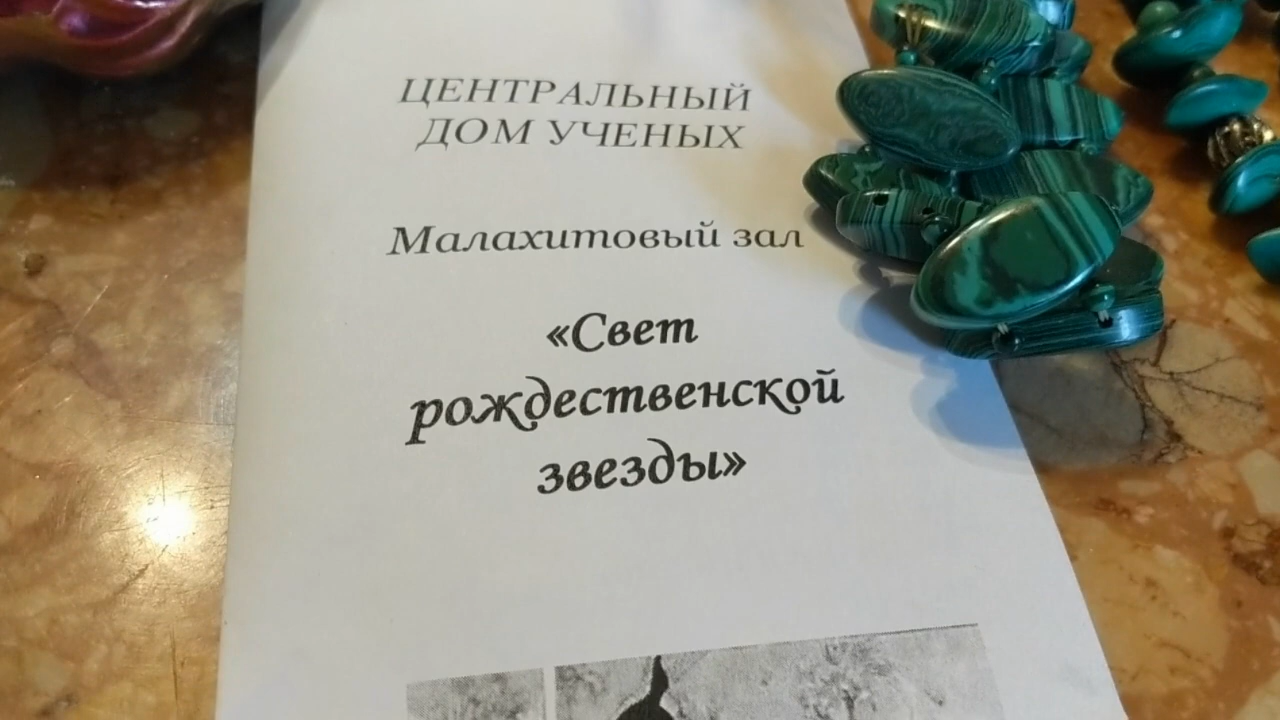 ЦЕНТРАЛЬНЫЙ
ДОМ УЧЕНЫХ
Малахитовый зал
«Свет
рождественской
звезды»